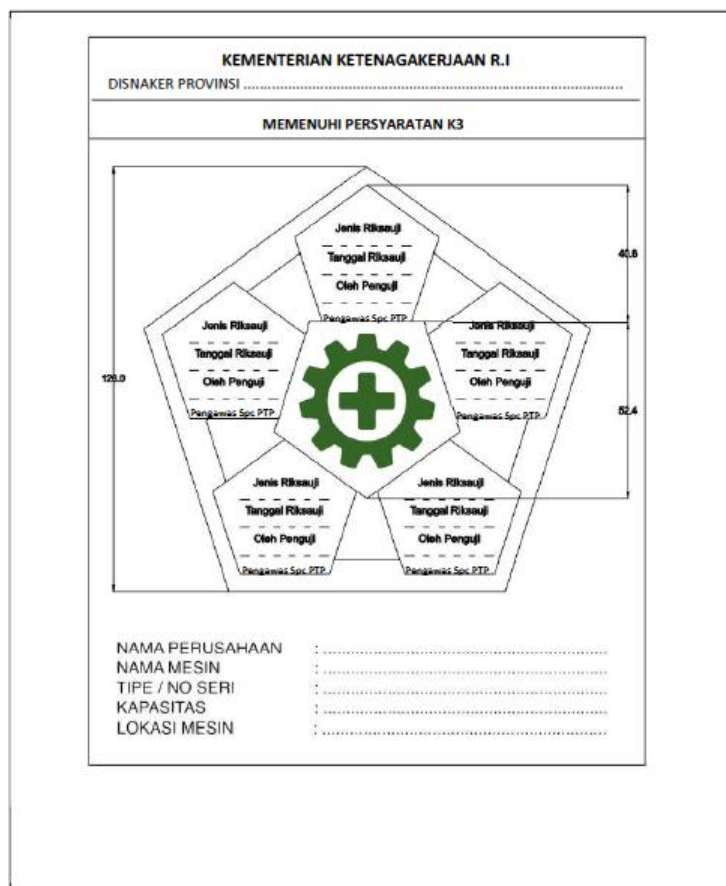 KEMENTERIAN KETENAGAKERJAAN R.I
DISNAKER PROVINSI ................................................................................
MEMENUHI PERSYARATAN K3
Jenis Riksauji
Tanggal Riksauji
Oleh Penguji
Pengawas Spc PTP
40.6
Jenis Riksauji
Tanggal Riksauji
Oleh Penguji
Pengawas Spc PTP
Jenis Riksauji
Tanggal Riksauji
Oleh Penguji
Pengawas Spc PTP
126.0
52.4
Jenis Riksauji
Tanggal Riksauji
Oleh Penguji
Pengawas Spc PTP
Jenis Riksauji
Tanggal Riksauji
Oleh Penguji
Pengawas Spc PTP
NAMA PERUSAHAAN : ......................................................
NAMA MESIN : ......................................................
TIPE / NO SERI : ......................................................
KAPASITAS : ......................................................
LOKASI MESIN : ......................................................